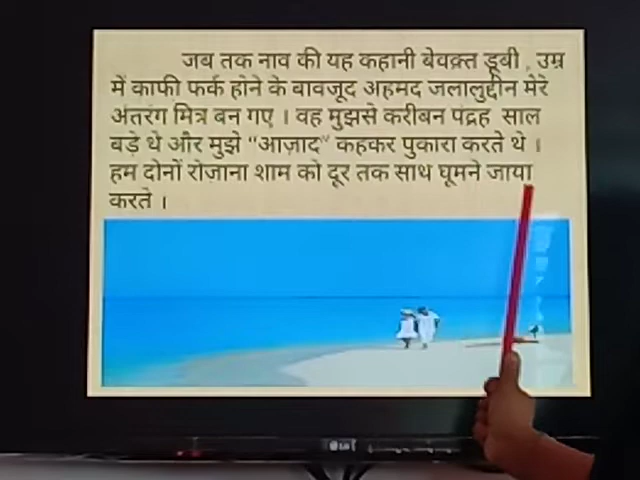 जब तक नाव की यह कहानी बेवक़्त डूबी , उम्र
में काफी फर्क होने के बावजूद अहमद जलालुद्दीन मेरे
अंतरंग मित्र बन गए । वह मुझसे करीबन पंद्रह साल
बड़े थे और मुझे "आज़ाद" कहकर पुकारा करते थे ।
हम दोनों रोज़ाना शाम को दूर तक साथ घूमने जाया
करते ।
LG